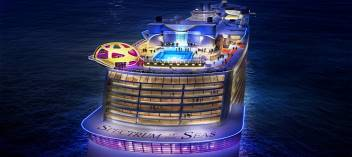 SPECTRUM OF THE SEAS